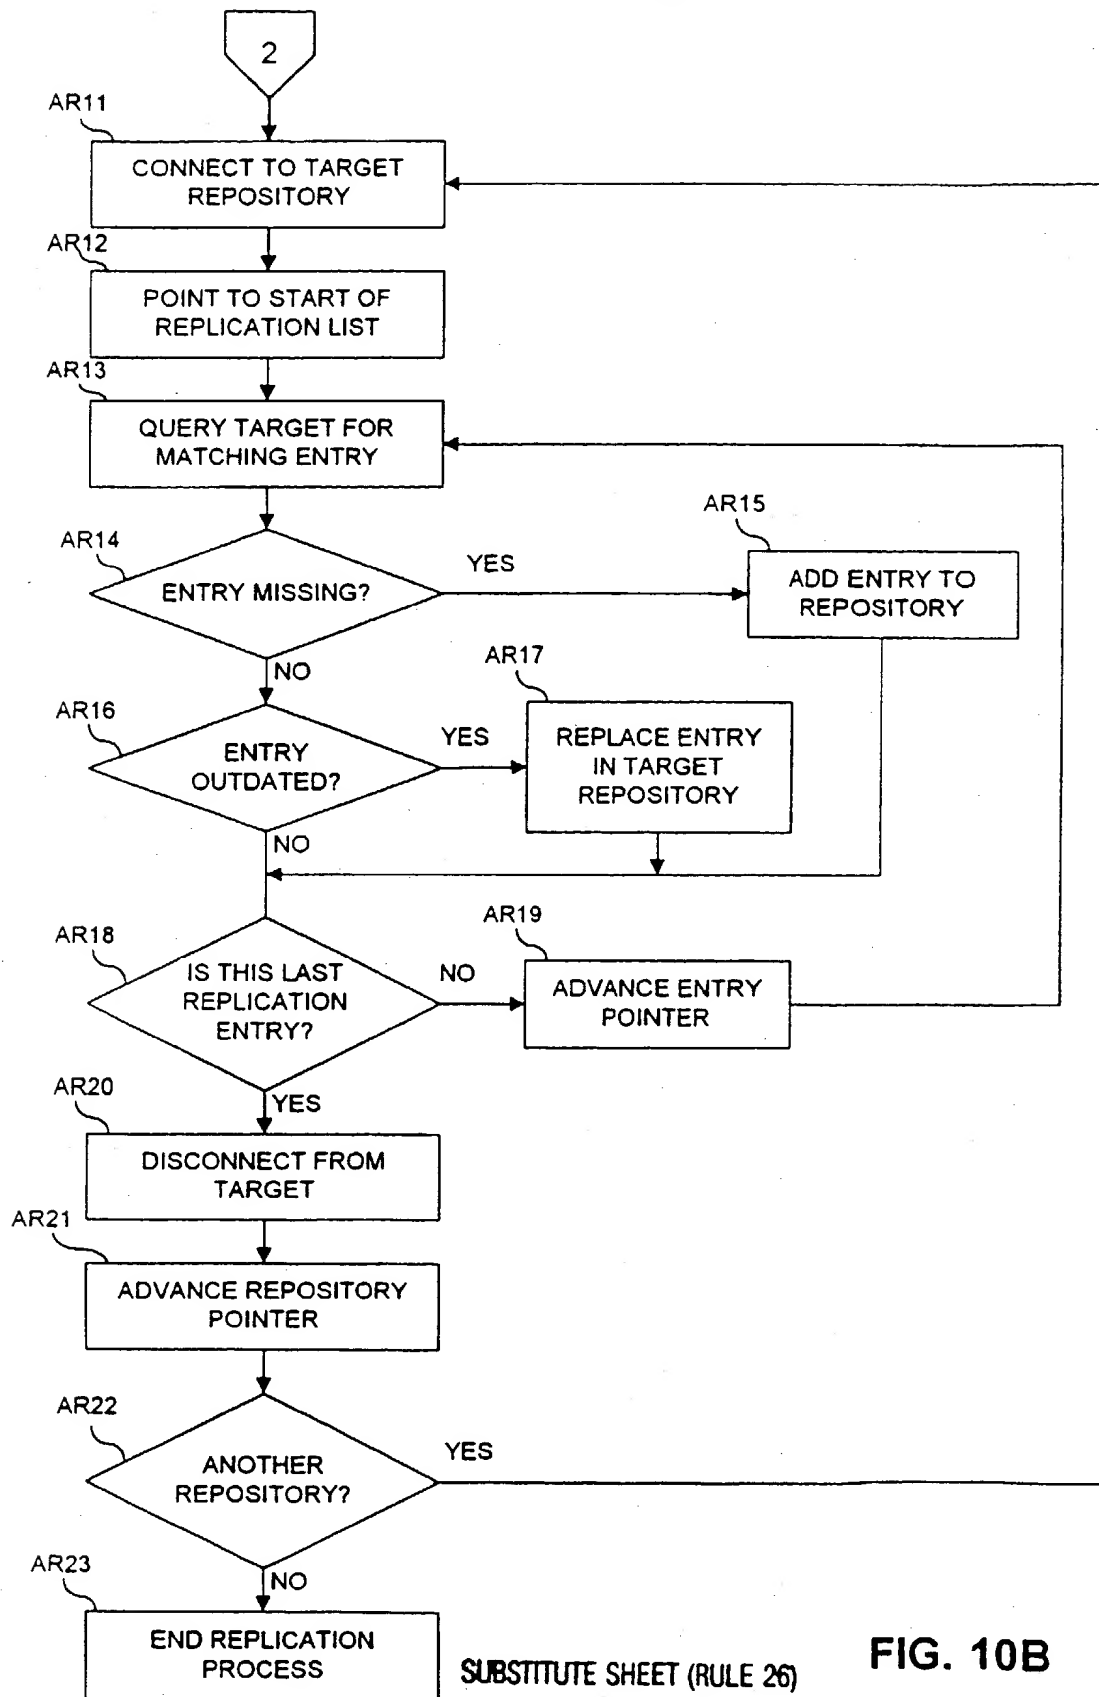 2
AR11
CONNECT TO TARGET
REPOSITORY
AR12
POINT TO START OF
REPLICATION LIST
AR13
QUERY TARGET FOR
MATCHING ENTRY
AR14
ENTRY MISSING?
YES
AR15
ADD ENTRY TO
REPOSITORY
NO
AR16
ENTRY
OUTDATED?
YES
AR17
REPLACE ENTRY
IN TARGET
REPOSITORY
NO
AR18
IS THIS LAST
REPLICATION
ENTRY?
NO
AR19
ADVANCE ENTRY
POINTER
YES
AR20
DISCONNECT FROM
TARGET
AR21
ADVANCE REPOSITORY
POINTER
AR22
ANOTHER
REPOSITORY?
YES
NO
AR23
END REPLICATION
PROCESS
SUBSTITUTE SHEET (RULE 26)
FIG. 10B